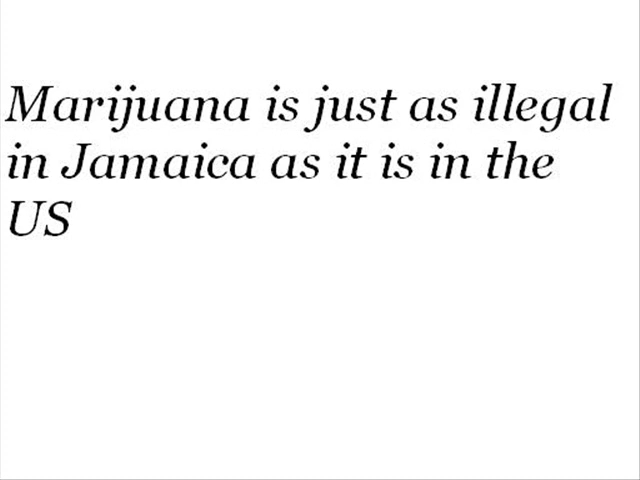 Marijuana is just as illegal
in Jamaica as it is in the
US